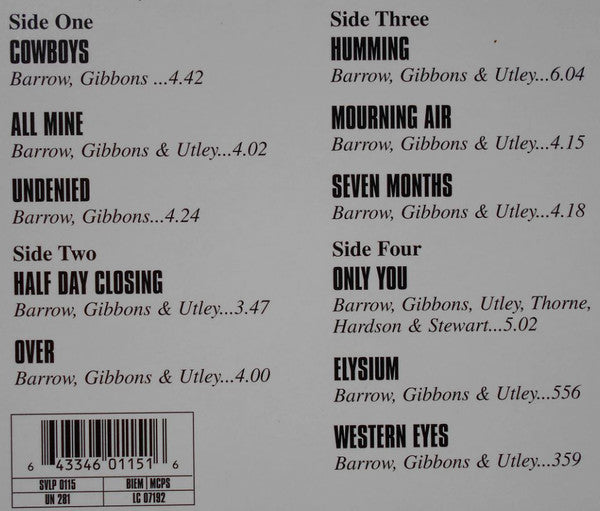 Side One
COWBOYS
Barrow, Gibbons ...4.42
ALL MINE
Barrow, Gibbons & Utley...4.02
UNDENIED
Barrow, Gibbons...4.24
Side Two
HALF DAY CLOSING
Barrow, Gibbons & Utley...3.47
OVER
Barrow, Gibbons & Utley...4.00
Side Three
HUMMING
Barrow, Gibbons & Utley...6.04
MOURNING AIR
Barrow, Gibbons & Utley...4.15
SEVEN MONTHS
Barrow, Gibbons & Utley...4.18
Side Four
ONLY YOU
Barrow, Gibbons, Utley, Thorne,
Hardson & Stewart...5.02
ELYSIUM
Barrow, Gibbons & Utley...556
WESTERN EYES
Barrow, Gibbons & Utley...359
6 43346 01151 6
SVLP 0115 BIEM | MCPS
UN 281 LC 07192